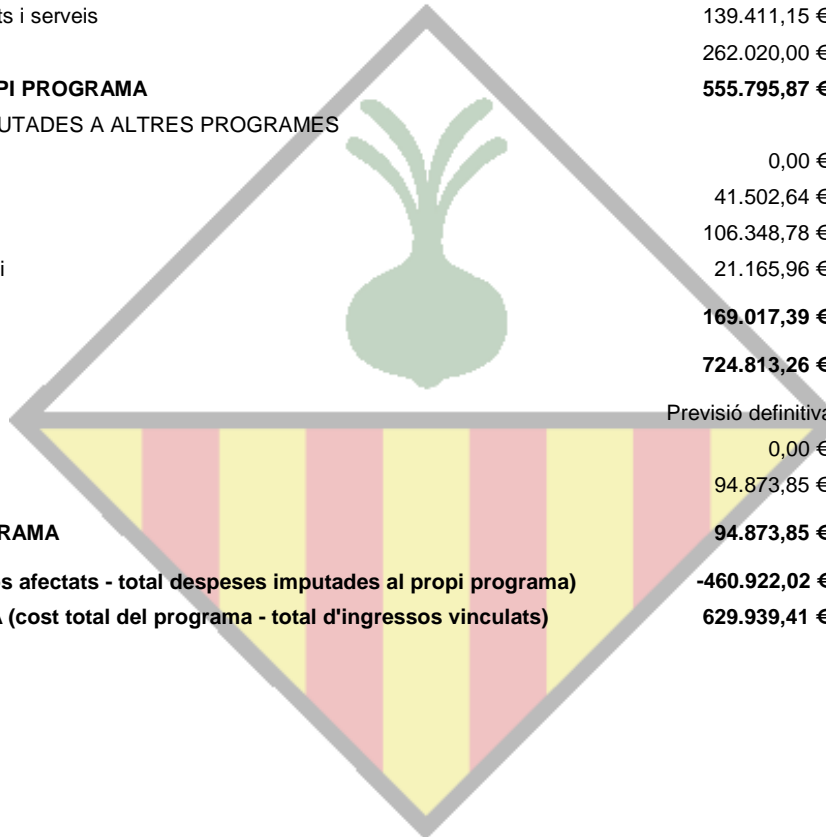 ts i serveis 139.411,15 €
262.020,00 €
PI PROGRAMA 555.795,87 €
UTADES A ALTRES PROGRAMES
0,00 €
41.502,64 €
106.348,78 €
i 21.165,96 €
169.017,39 €
724.813,26 €
Previsió definitiva
0,00 €
94.873,85 €
RAMA 94.873,85 €
s afectats - total despeses imputades al propi programa) -460.922,02 €
A (cost total del programa - total d'ingressos vinculats) 629.939,41 €